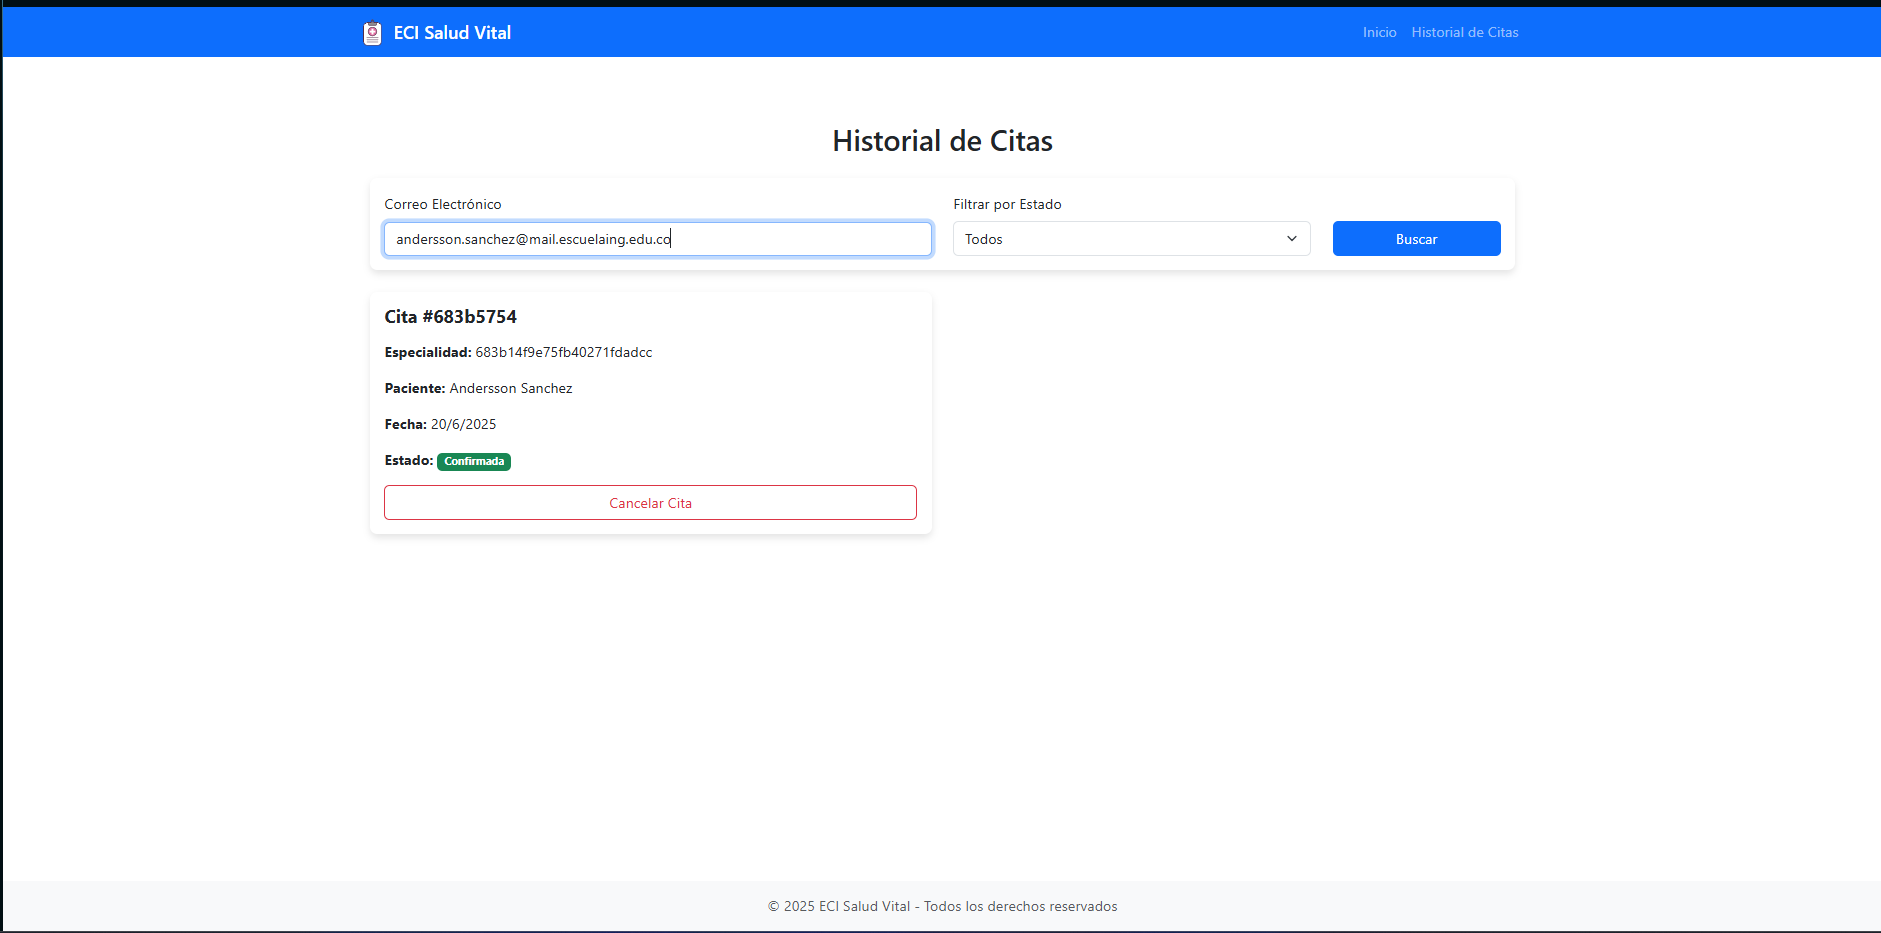 ECI Salud Vital
Inicio Historial de Citas
Historial de Citas
Correo Electrónico
Filtrar por Estado
andersson.sanchez@mail.escuelaing.edu.co
Todos
Buscar
Cita #683b5754
Especialidad: 683b14f9e75fb40271fdadcc
Paciente: Andersson Sanchez
Fecha: 20/6/2025
Estado: Confirmada
Cancelar Cita
© 2025 ECI Salud Vital - Todos los derechos reservados